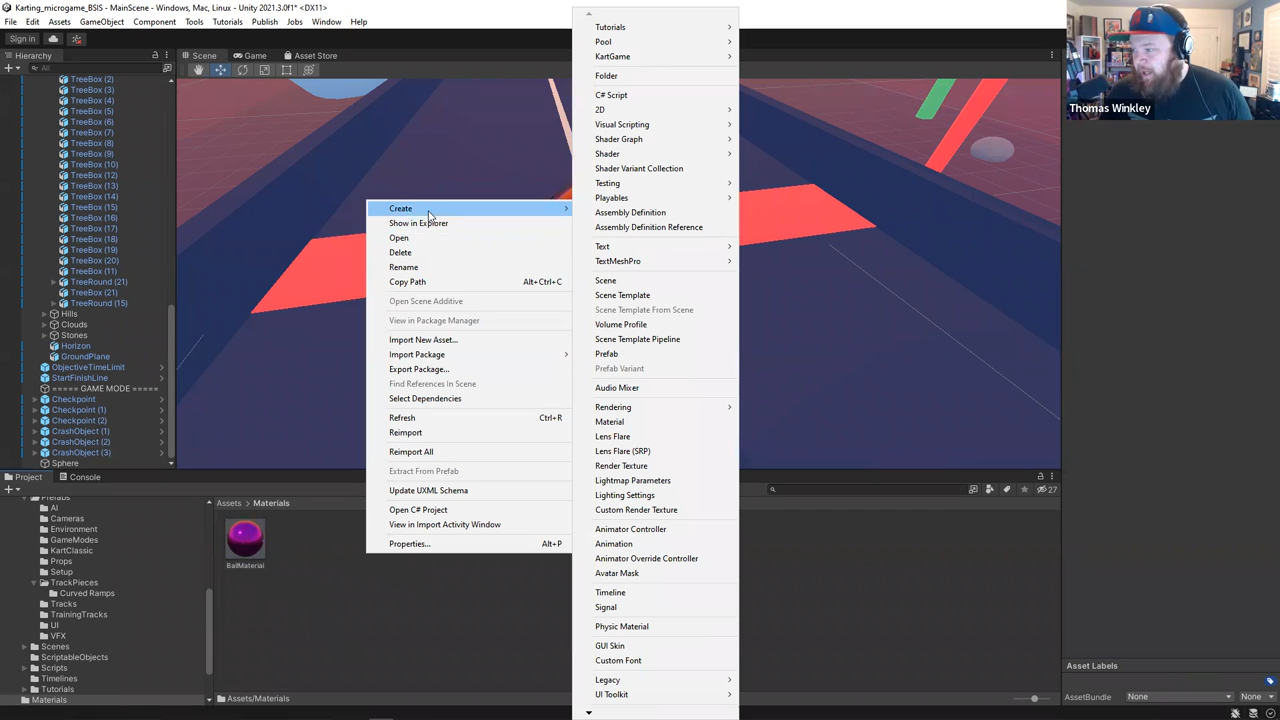 Karting_microgame_BSIS - MainScene - Windows, Mac, Linux - Unity 2021.3.0f1* <DX11>
File Edit Assets GameObject Component Tools Tutorials Publish Jobs Window Help
Sign in
Hierarchy
Scene Game Asset Store
All
TreeBox (2)
TreeBox (3)
TreeBox (4)
TreeBox (5)
TreeBox (6)
TreeBox (7)
TreeBox (8)
TreeBox (9)
TreeBox (10)
TreeBox (12)
TreeBox (13)
TreeBox (14)
TreeBox (15)
TreeBox (16)
TreeBox (17)
TreeBox (18)
TreeBox (19)
TreeBox (20)
TreeBox (11)
TreeRound (21)
TreeBox (21)
TreeRound (15)
Hills
Clouds
Stones
Horizon
GroundPlane
ObjectiveTimeLimit
StartFinishLine
===== GAME MODE =====
Checkpoint
Checkpoint (1)
Checkpoint (2)
CrashObject (1)
CrashObject (2)
CrashObject (3)
Sphere
Project Console
Prefabs
AI
Cameras
Environment
GameModes
KartClassic
Props
Setup
TrackPieces
Curved Ramps
Tracks
TrainingTracks
UI
VFX
Scenes
ScriptableObjects
Scripts
Timelines
Tutorials
Materials
Assets > Materials
BallMaterial
Assets/Materials
27
Create
Show in Explorer
Open
Delete
Rename
Copy Path Alt+Ctrl+C
Open Scene Additive
View in Package Manager
Import New Asset...
Import Package
Export Package...
Find References In Scene
Select Dependencies
Refresh Ctrl+R
Reimport
Reimport All
Extract From Prefab
Update UXML Schema
Open C# Project
View in Import Activity Window
Properties... Alt+P
Tutorials
Pool
KartGame
Folder
C# Script
2D
Visual Scripting
Shader Graph
Shader
Shader Variant Collection
Testing
Playables
Assembly Definition
Assembly Definition Reference
Text
TextMeshPro
Scene
Scene Template
Scene Template From Scene
Volume Profile
Scene Template Pipeline
Prefab
Prefab Variant
Audio Mixer
Rendering
Material
Lens Flare
Lens Flare (SRP)
Render Texture
Lightmap Parameters
Lighting Settings
Custom Render Texture
Animator Controller
Animation
Animator Override Controller
Avatar Mask
Timeline
Signal
Physic Material
GUI Skin
Custom Font
Legacy
UI Toolkit
Thomas Winkley
Asset Labels
AssetBundle None None